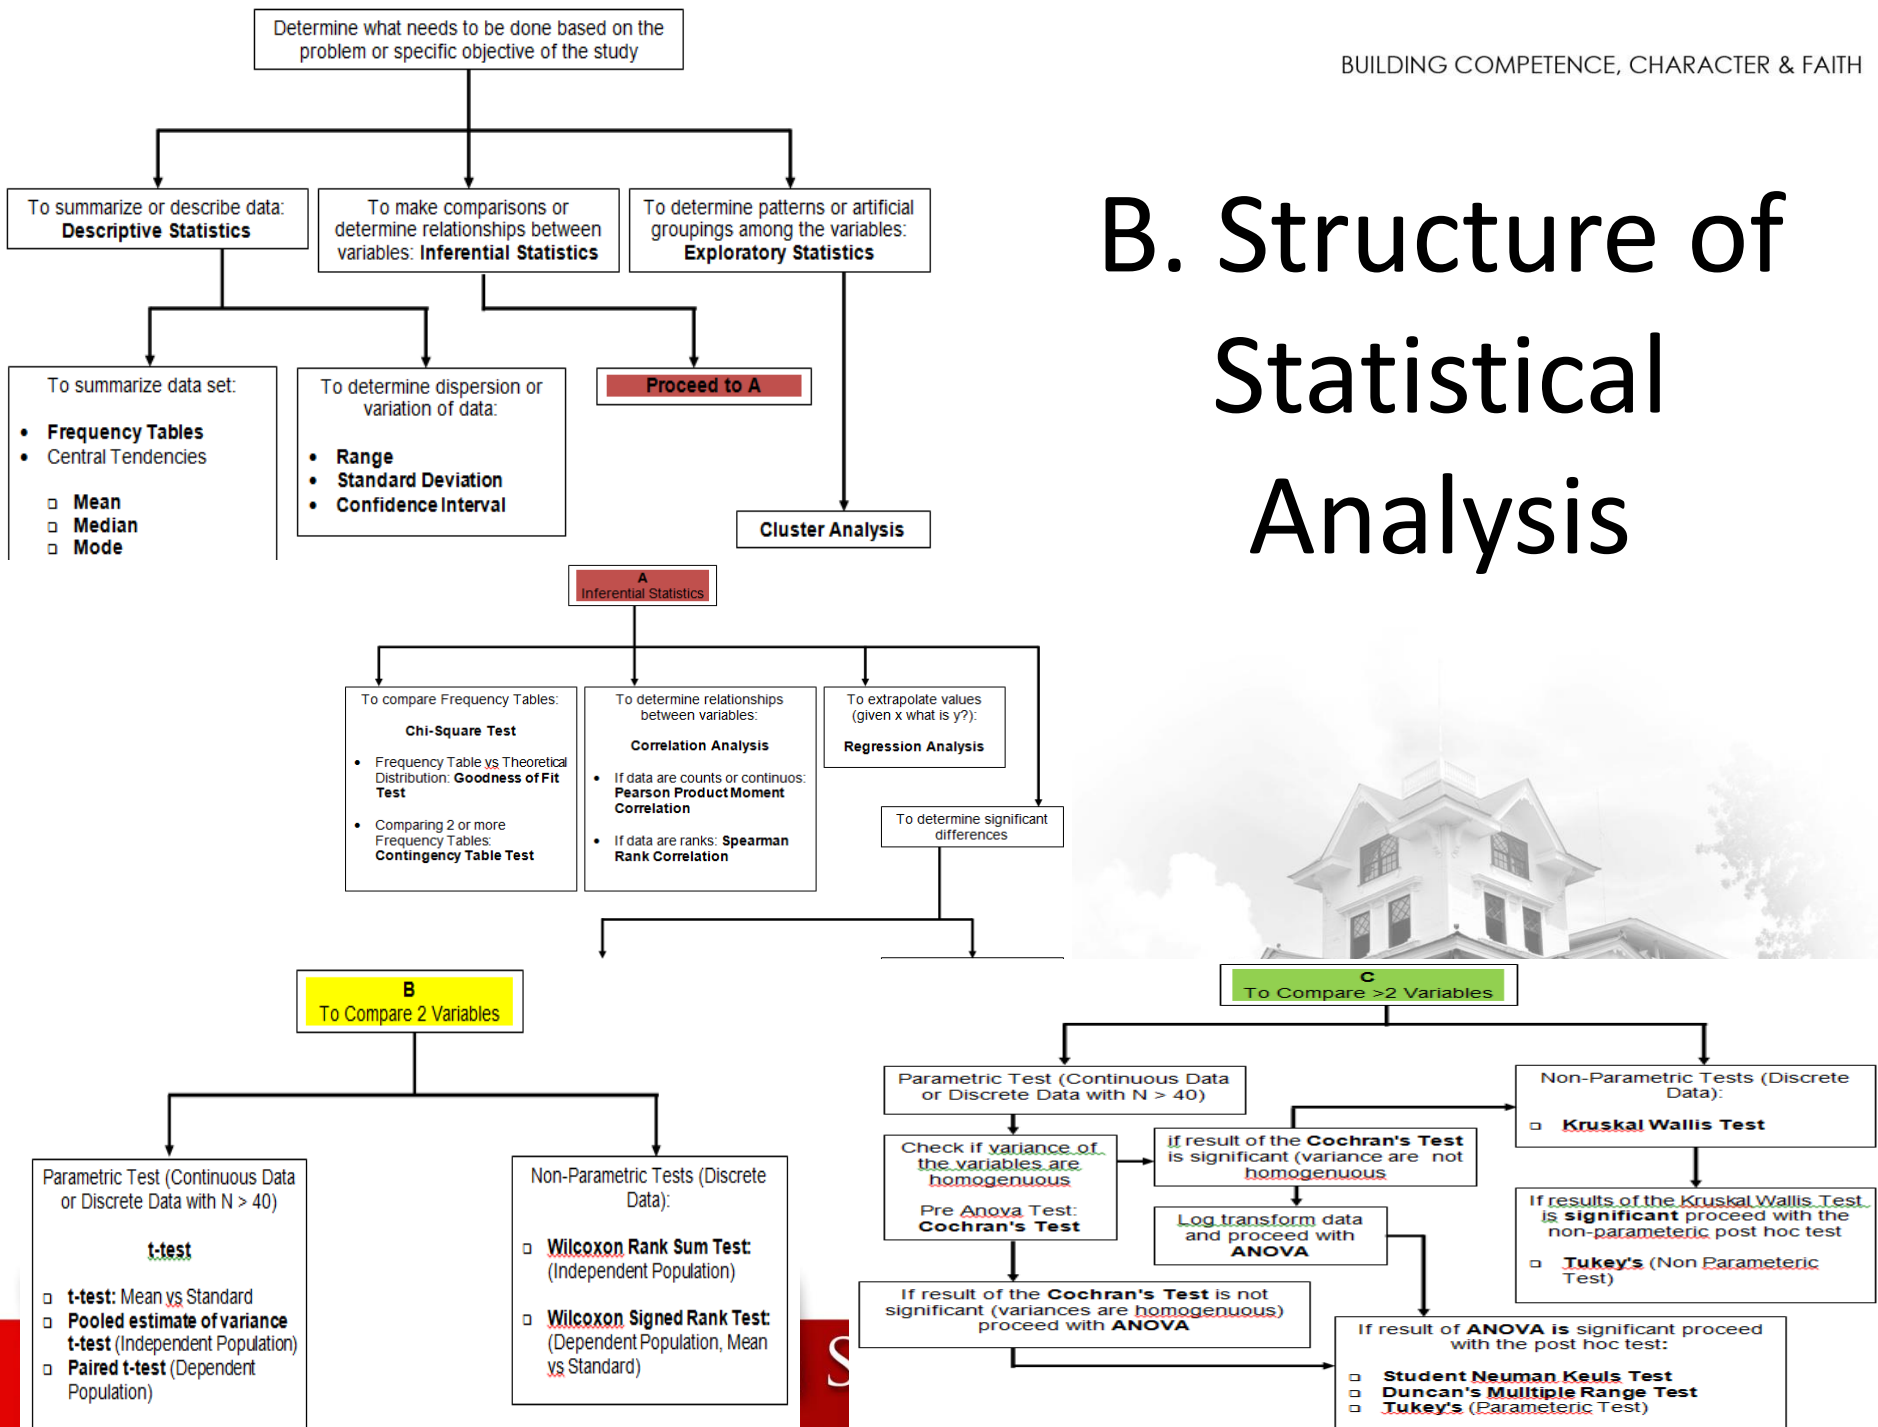 Determine what needs to be done based on the
problem or specific objective of the study
BUILDING COMPETENCE, CHARACTER & FAITH
B. Structure of
Statistical
Analysis
To summarize or describe data:
Descriptive Statistics
To make comparisons or
determine relationships between
variables: Inferential Statistics
To determine patterns or artificial
groupings among the variables:
Exploratory Statistics
To summarize data set:
• Frequency Tables
• Central Tendencies
❑ Mean
❑ Median
❑ Mode
To determine dispersion or
variation of data:
• Range
• Standard Deviation
• Confidence Interval
Proceed to A
Cluster Analysis
A
Inferential Statistics
To compare Frequency Tables:
Chi-Square Test
• Frequency Table vs Theoretical
Distribution: Goodness of Fit
Test
• Comparing 2 or more
Frequency Tables:
Contingency Table Test
To determine relationships
between variables:
Correlation Analysis
• If data are counts or continuos:
Pearson Product Moment
Correlation
• If data are ranks: Spearman
Rank Correlation
To extrapolate values
(given x what is y?):
Regression Analysis
To determine significant
differences
B
To Compare 2 Variables
Parametric Test (Continuous Data
or Discrete Data with N > 40)
t-test
❑ t-test: Mean vs Standard
❑ Pooled estimate of variance
t-test (Independent Population)
❑ Paired t-test (Dependent
Population)
Non-Parametric Tests (Discrete
Data):
❑ Wilcoxon Rank Sum Test:
(Independent Population)
❑ Wilcoxon Signed Rank Test:
(Dependent Population, Mean
vs Standard)
S
C
To Compare >2 Variables
Parametric Test (Continuous Data
or Discrete Data with N > 40)
Check if variance of
the variables are
homogenuous
Pre Anova Test:
Cochran's Test
if result of the Cochran's Test
is significant (variance are not
homogenuous
Log transform data
and proceed with
ANOVA
If result of the Cochran's Test is not
significant (variances are homogenuous)
proceed with ANOVA
Non-Parametric Tests (Discrete
Data):
❑ Kruskal Wallis Test
If results of the Kruskal Wallis Test
is significant proceed with the
non-parameteric post hoc test
❑ Tukey's (Non Parameteric
Test)
If result of ANOVA is significant proceed
with the post hoc test:
❑ Student Neuman Keuls Test
❑ Duncan's Mulltiple Range Test
❑ Tukey's (Parameteric Test)